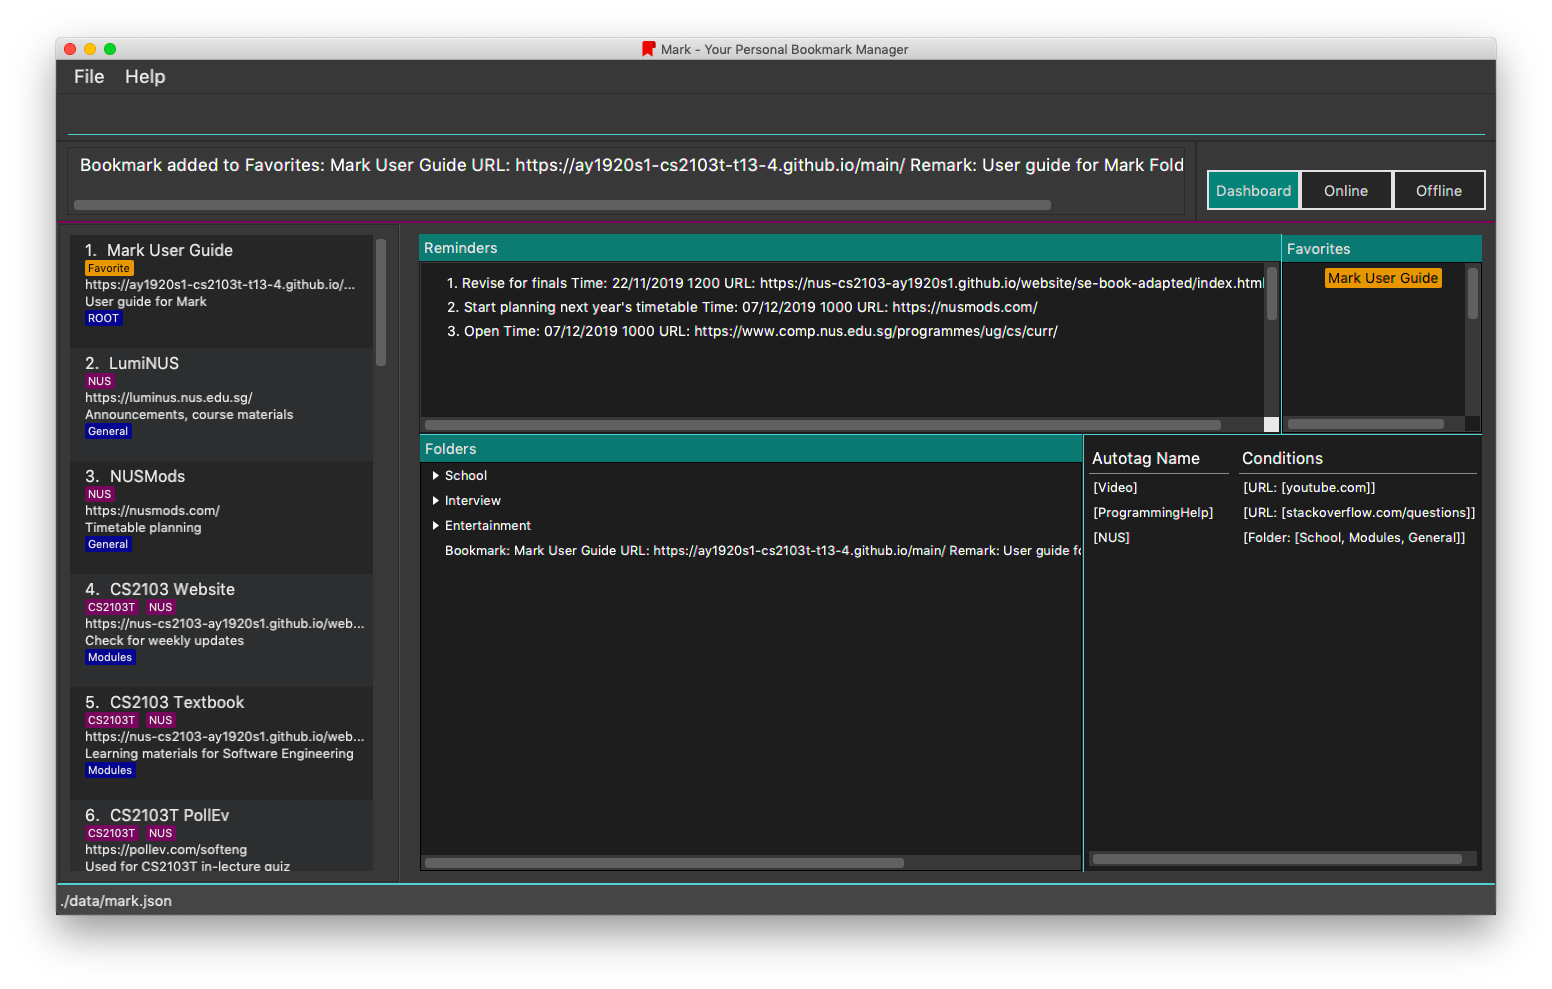 Mark - Your Personal Bookmark Manager
File Help
Bookmark added to Favorites: Mark User Guide URL: https://ay1920s1-cs2103t-t13-4.github.io/main/ Remark: User guide for Mark Fold
Dashboard Online Offline
1. Mark User Guide
Favorite
https://ay1920s1-cs2103t-t13-4.github.io/...
User guide for Mark
ROOT
2. LumiNUS
NUS
https://luminus.nus.edu.sg/
Announcements, course materials
General
3. NUSMods
NUS
https://nusmods.com/
Timetable planning
General
4. CS2103 Website
CS2103T NUS
https://nus-cs2103-ay1920s1.github.io/web...
Check for weekly updates
Modules
5. CS2103 Textbook
CS2103T NUS
https://nus-cs2103-ay1920s1.github.io/web...
Learning materials for Software Engineering
Modules
6. CS2103T PollEv
CS2103T NUS
https://pollev.com/softeng
Used for CS2103T in-lecture quiz
Reminders
1. Revise for finals Time: 22/11/2019 1200 URL: https://nus-cs2103-ay1920s1.github.io/website/se-book-adapted/index.html
2. Start planning next year's timetable Time: 07/12/2019 1000 URL: https://nusmods.com/
3. Open Time: 07/12/2019 1000 URL: https://www.comp.nus.edu.sg/programmes/ug/cs/curr/
Favorites
Mark User Guide
Folders
School
Interview
Entertainment
Bookmark: Mark User Guide URL: https://ay1920s1-cs2103t-t13-4.github.io/main/ Remark: User guide fo
Autotag Name Conditions
[Video] [URL: [youtube.com]]
[ProgrammingHelp] [URL: [stackoverflow.com/questions]]
[NUS] [Folder: [School, Modules, General]]
./data/mark.json